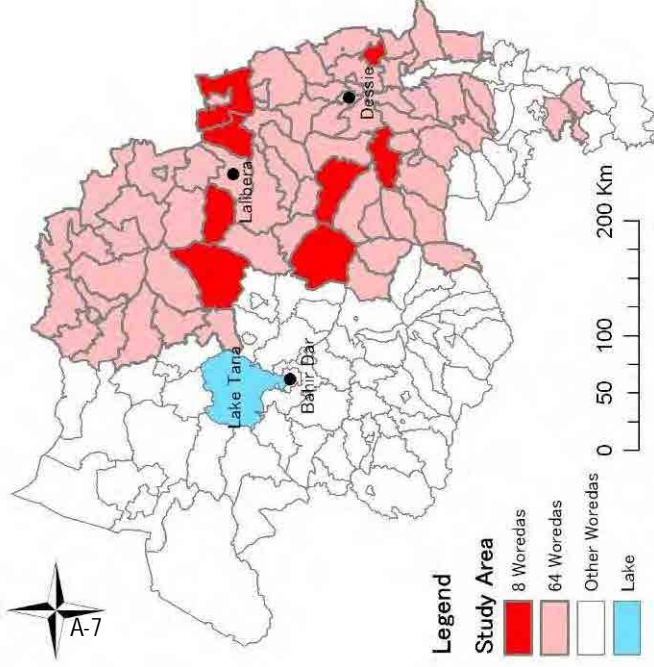 A-7
Lake Tana
Bahir Dar
Lalibera
Dessie
Legend
Study Area
8 Woredas
64 Woredas
Other Woredas
Lake
0 50 100 200 Km